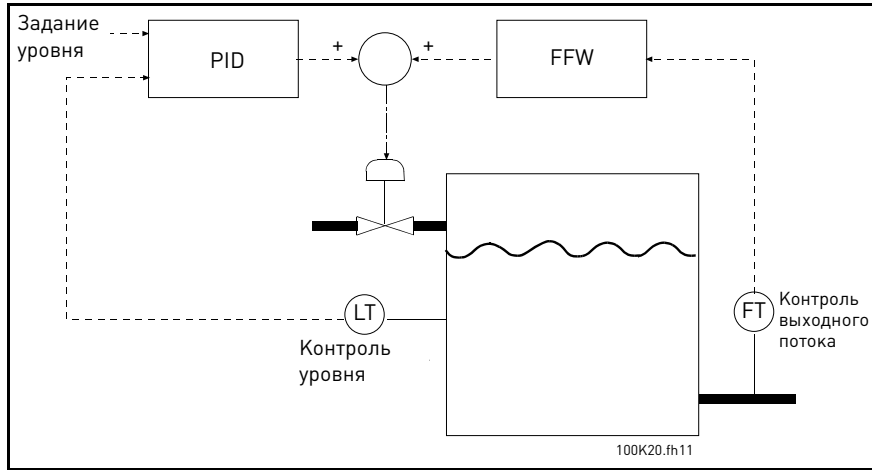 Задание
уровня
PID
+
+
FFW
LT
Контроль
уровня
FT
Контроль
выходного
потока
100K20.fh11